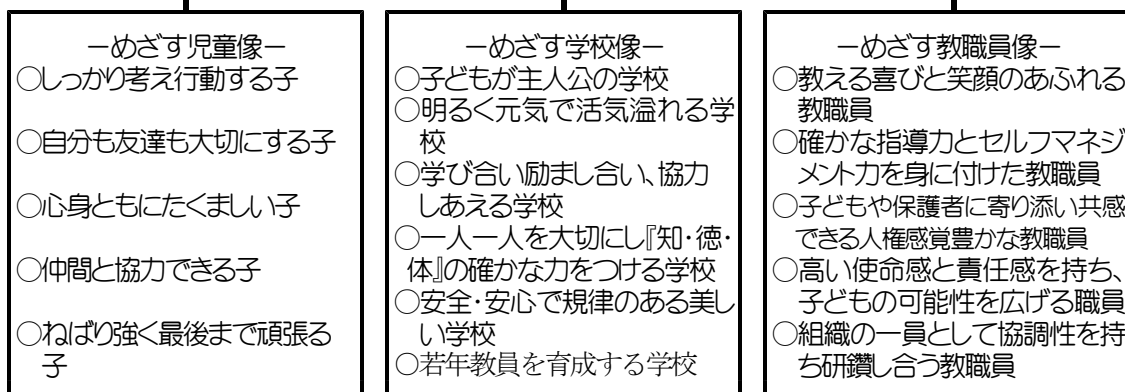 －めざす児童像－
○しっかり考え行動する子
○自分も友達も大切にする子
○心身ともにたくましい子
○仲間と協力できる子
○ねばり強く最後まで頑張る
子
－めざす学校像－
○子どもが主人公の学校
○明るく元気で活気溢れる学
校
○学び合い励まし合い、協力
しあえる学校
○一人一人を大切にし『知・徳・
体』の確かな力をつける学校
○安全・安心で規律のある美し
い学校
○若年教員を育成する学校
－めざす教職員像－
○教える喜びと笑顔のあふれる
教職員
○確かな指導力とセルフマネジ
メント力を身に付けた教職員
○子どもや保護者に寄り添い共感
できる人権感覚豊かな教職員
○高い使命感と責任感を持ち、
子どもの可能性を広げる職員
○組織の一員として協調性を持
ち研鑽し合う教職員